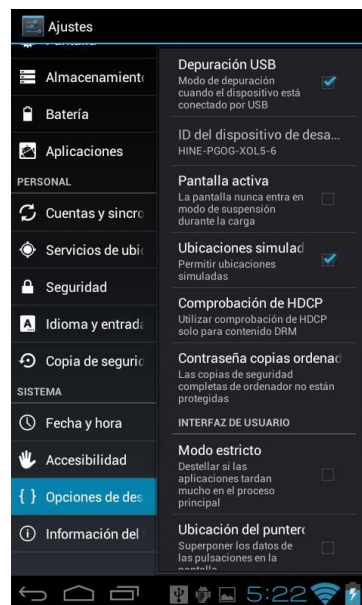 Ajustes
Almacenamiento
Batería
Aplicaciones
PERSONAL
Cuentas y sincro
Servicios de ubi
Seguridad
Idioma y entrada
Copia de segurid
SISTEMA
Fecha y hora
Accesibilidad
{ } Opciones de des
Información del
Depuración USB
Modo de depuración
cuando el dispositivo está
conectado por USB
ID del dispositivo de desa...
HINE-PGOG-XOL5-6
Pantalla activa
La pantalla nunca entra en
modo de suspensión
durante la carga
Ubicaciones simulad
Permitir ubicaciones
simuladas
Comprobación de HDCP
Utilizar comprobación de HDCP
solo para contenido DRM
Contraseña copias ordenad
Las copias de seguridad
completas de ordenador no están
protegidas
INTERFAZ DE USUARIO
Modo estricto
Destellar si las
aplicaciones tardan
mucho en el proceso
principal
Ubicación del puntero
Superponer los datos de
las pulsaciones en la
5:22